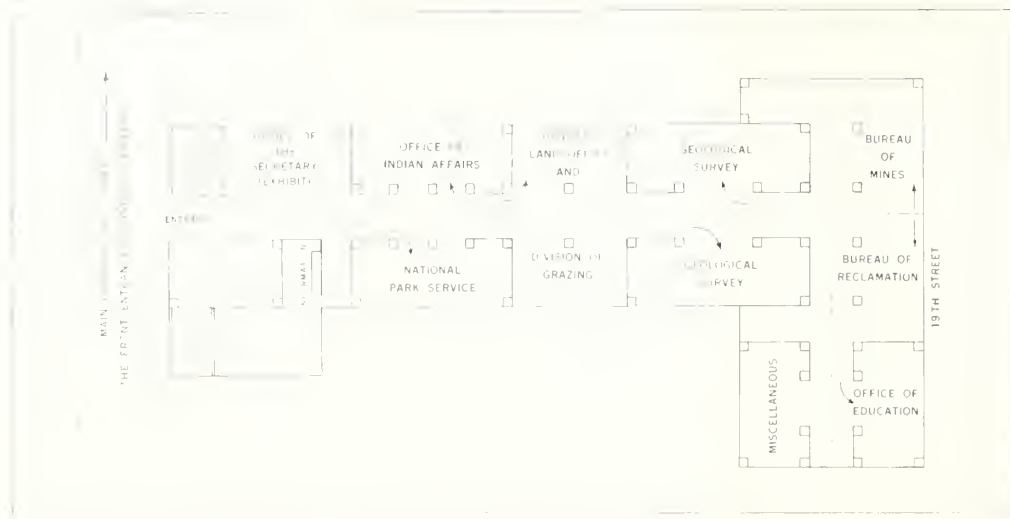 OFFICE OF
THE
SECRETARY
(EXHIBIT)
OFFICE OF
INDIAN AFFAIRS
LAND OFFICE
AND
GEOLOGICAL
SURVEY
BUREAU
OF
MINES
NATIONAL
PARK SERVICE
DIVISION OF
GRAZING
GEOLOGICAL
SURVEY
BUREAU OF
RECLAMATION
19TH STREET
MISCELLANEOUS
OFFICE OF
EDUCATION
MAIN
THE FRONT ENTRANCE